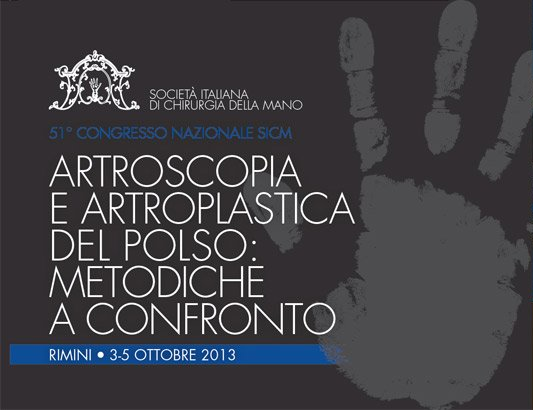 SOCIETÀ ITALIANA
DI CHIRURGIA DELLA MANO
51° CONGRESSO NAZIONALE SICM
ARTROSCOPIA
E ARTROPLASTICA
DEL POLSO:
METODICHE
A CONFRONTO
RIMINI • 3-5 OTTOBRE 2013